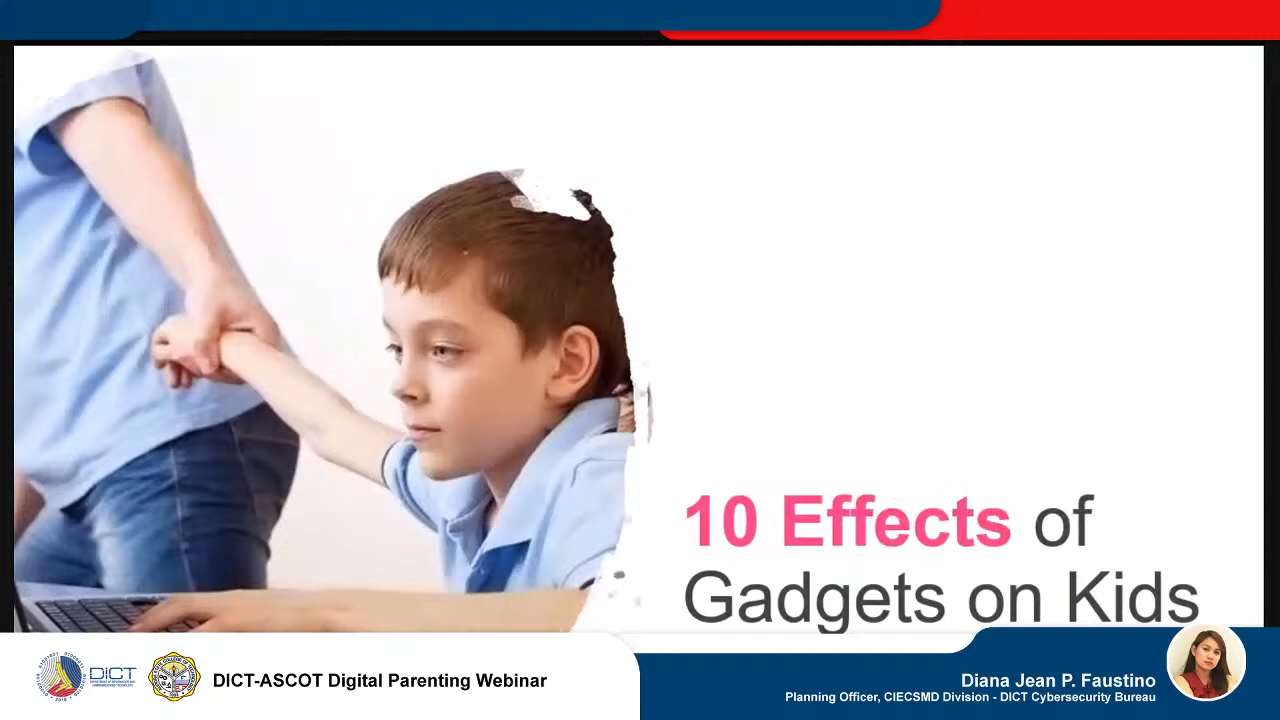 10 Effects of
Gadgets on Kids
DICT
DICT-ASCOT Digital Parenting Webinar
Diana Jean P. Faustino
Planning Officer, CIECSMD Division - DICT Cybersecurity Bureau